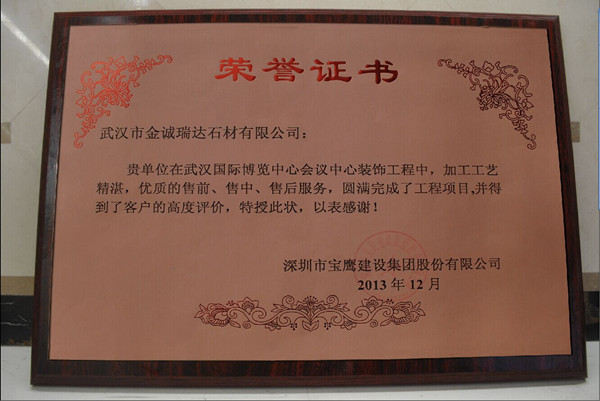 荣誉证书
武汉市金诚瑞达石材有限公司：
贵单位在武汉国际博览中心会议中心装饰工程中，加工工艺
精湛，优质的售前、售中、售后服务，圆满完成了工程项目,并得
到了客户的高度评价，特授此状，以表感谢！
深圳市宝鹰建设集团股份有限公司
2013 年 12 月